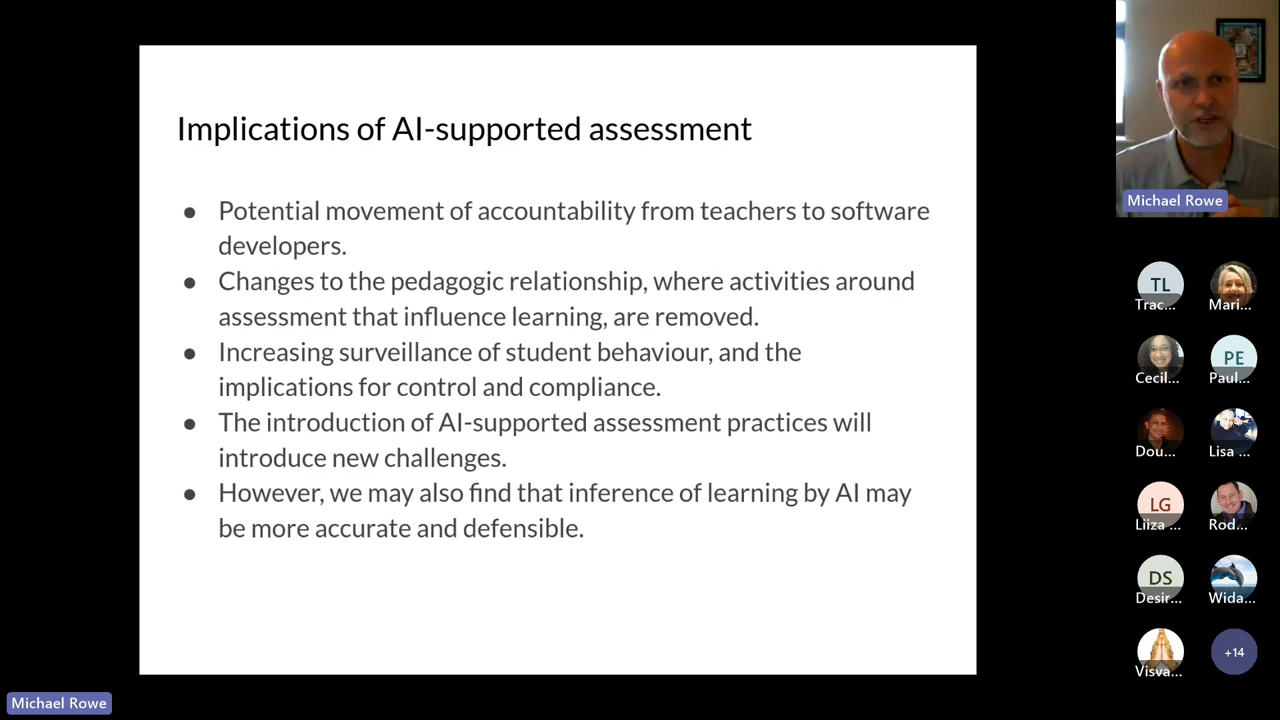 Implications of AI-supported assessment
● Potential movement of accountability from teachers to software
developers.
● Changes to the pedagogic relationship, where activities around
assessment that influence learning, are removed.
● Increasing surveillance of student behaviour, and the
implications for control and compliance.
● The introduction of AI-supported assessment practices will
introduce new challenges.
● However, we may also find that inference of learning by AI may
be more accurate and defensible.
Michael Rowe
TL
Trac...
Mari...
Cecil...
PE
Paul...
Dou...
Lisa ...
LG
Liiza ...
Rod...
DS
Desir...
Wida...
Visva...
+14
Michael Rowe